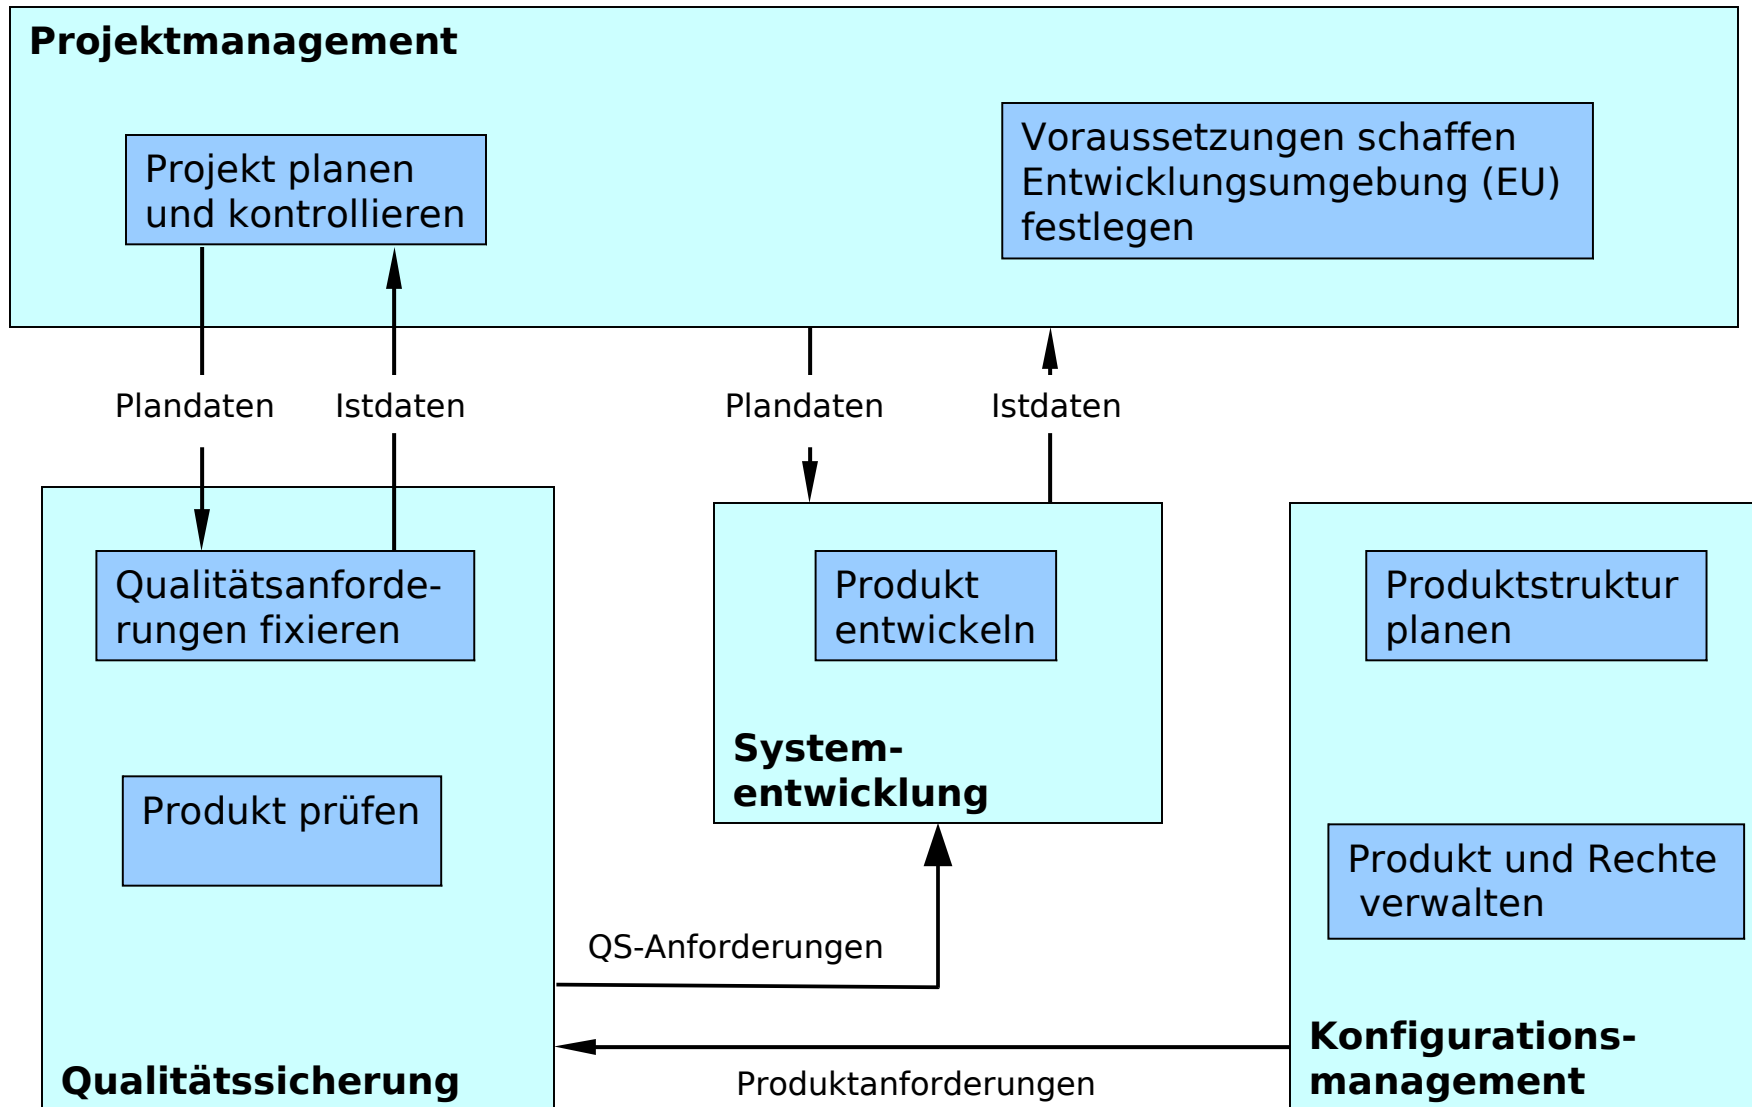 Projektmanagement
Projekt planen
und kontrollieren
Voraussetzungen schaffen
Entwicklungsumgebung (EU)
festlegen
Plandaten
Istdaten
Plandaten
Istdaten
Qualitätsanforde-
rungen fixieren
Produkt prüfen
Qualitätssicherung
Produkt
entwickeln
System-
entwicklung
Produktstruktur
planen
Produkt und Rechte
verwalten
Konfigurations-
management
QS-Anforderungen
Produktanforderungen